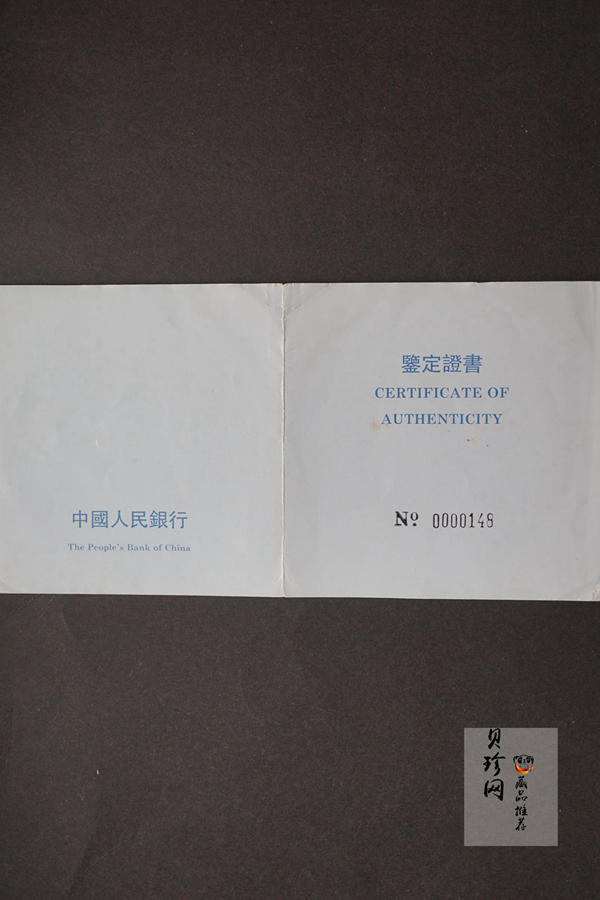 中國人民銀行
The People's Bank of China
鑒定證書
CERTIFICATE OF
AUTHENTICITY
Nº 0000148
贝珍网
藏品推荐